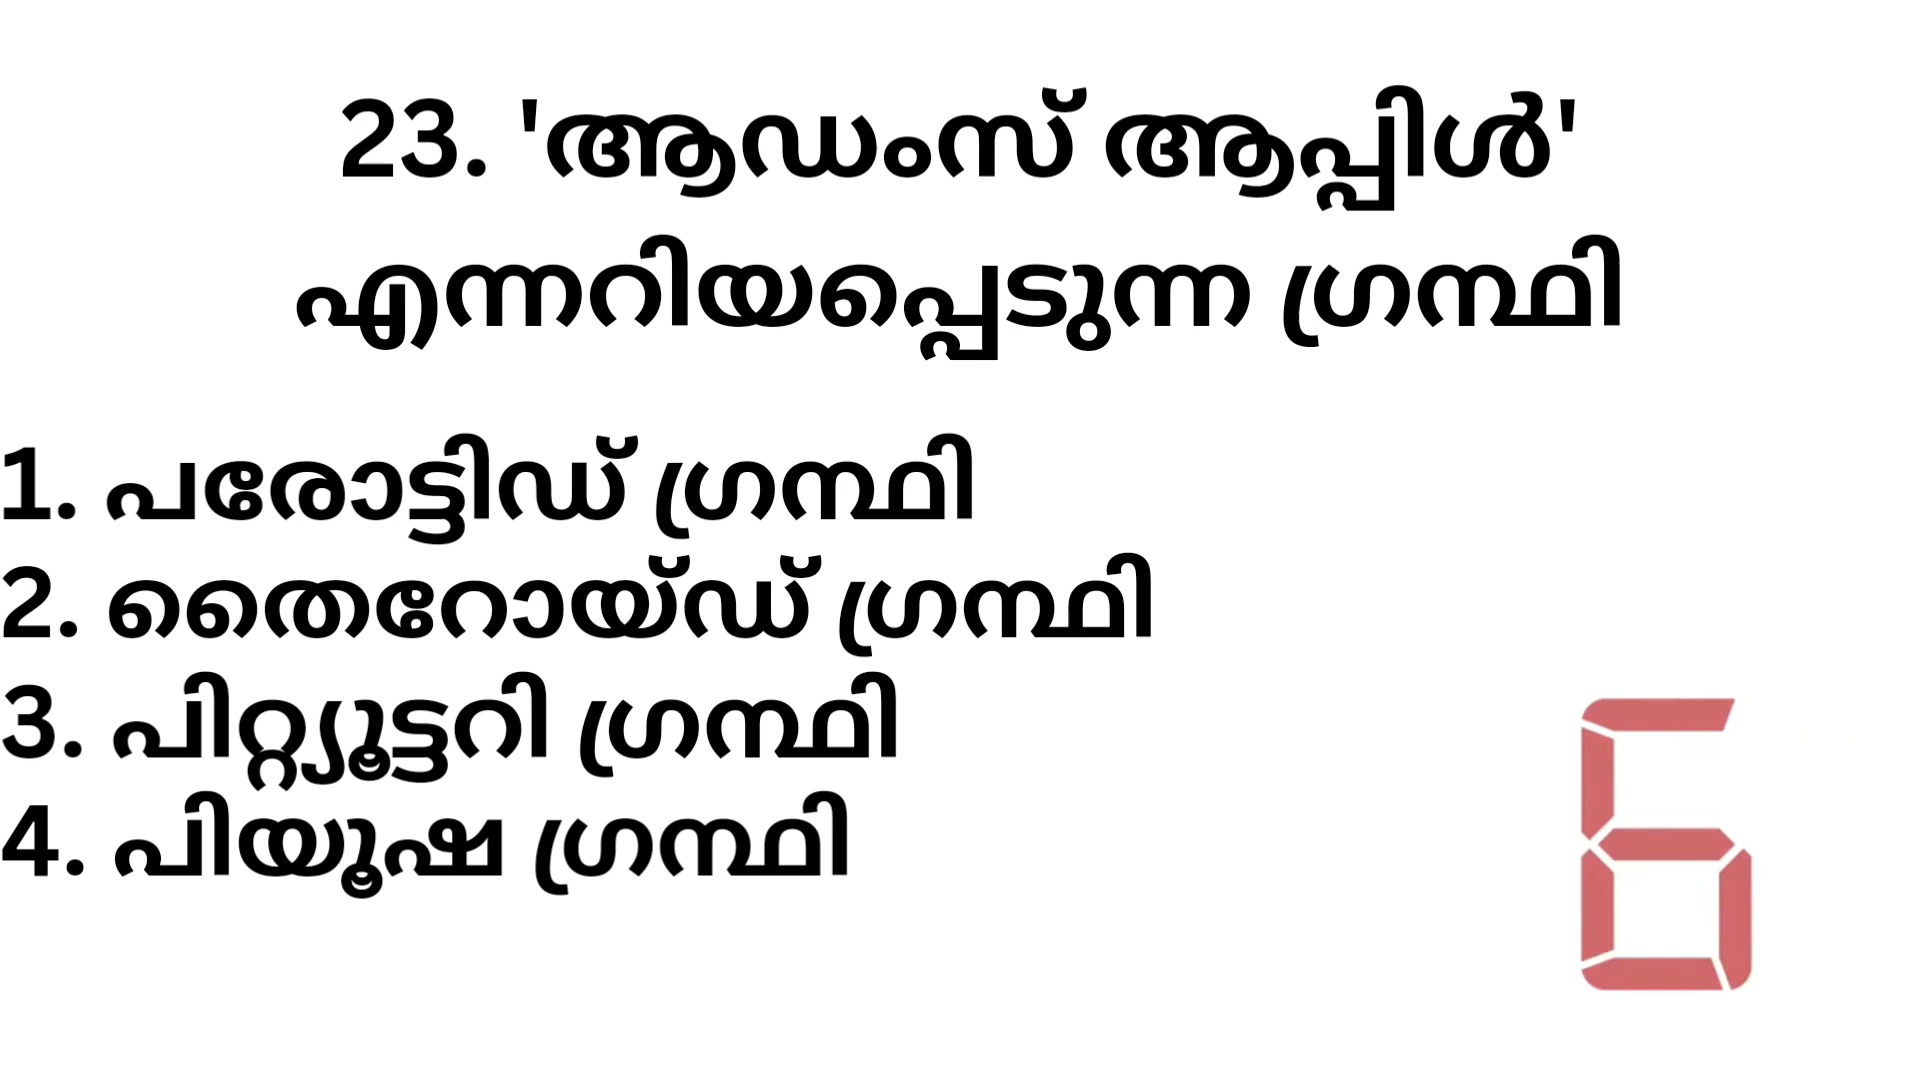 23. 'ആഡംസ് ആപ്പിൾ'
എന്നറിയപ്പെടുന്ന ഗ്രന്ഥി
1. പരോട്ടിഡ് ഗ്രന്ഥി
2. തൈറോയ്ഡ് ഗ്രന്ഥി
3. പിറ്റ്യൂട്ടറി ഗ്രന്ഥി
4. പിയൂഷ ഗ്രന്ഥി
6